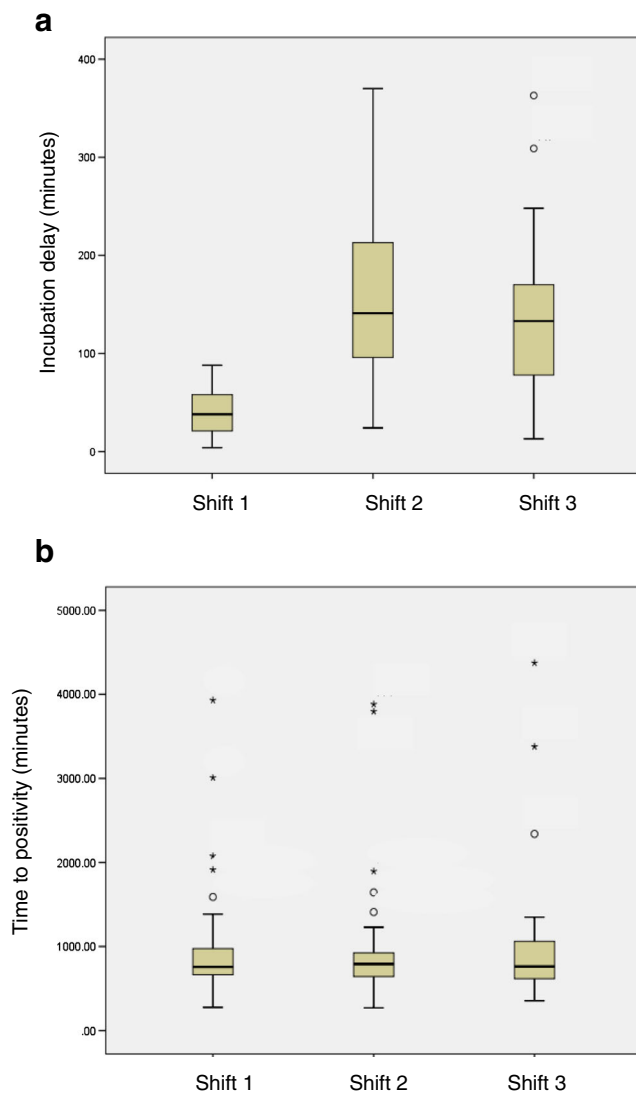 a
Incubation delay (minutes)
400
300
200
100
0
Shift 1 Shift 2 Shift 3
b
Time to positivity (minutes)
5000.00
4000.00
3000.00
2000.00
1000.00
.00
Shift 1 Shift 2 Shift 3